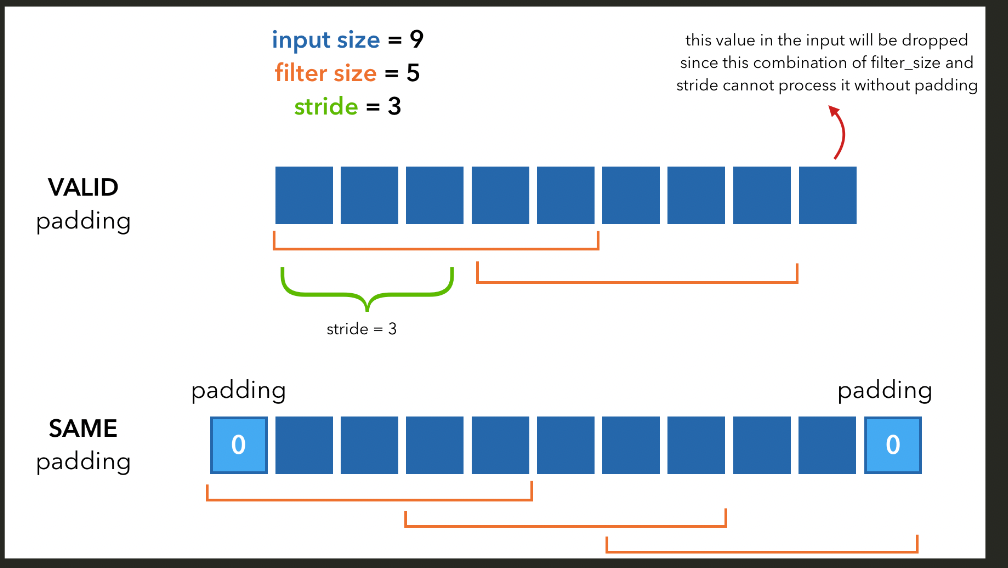 input size = 9
filter size = 5
stride = 3
this value in the input will be dropped
since this combination of filter_size and
stride cannot process it without padding
VALID
padding
stride = 3
padding
padding
SAME
padding
0
0